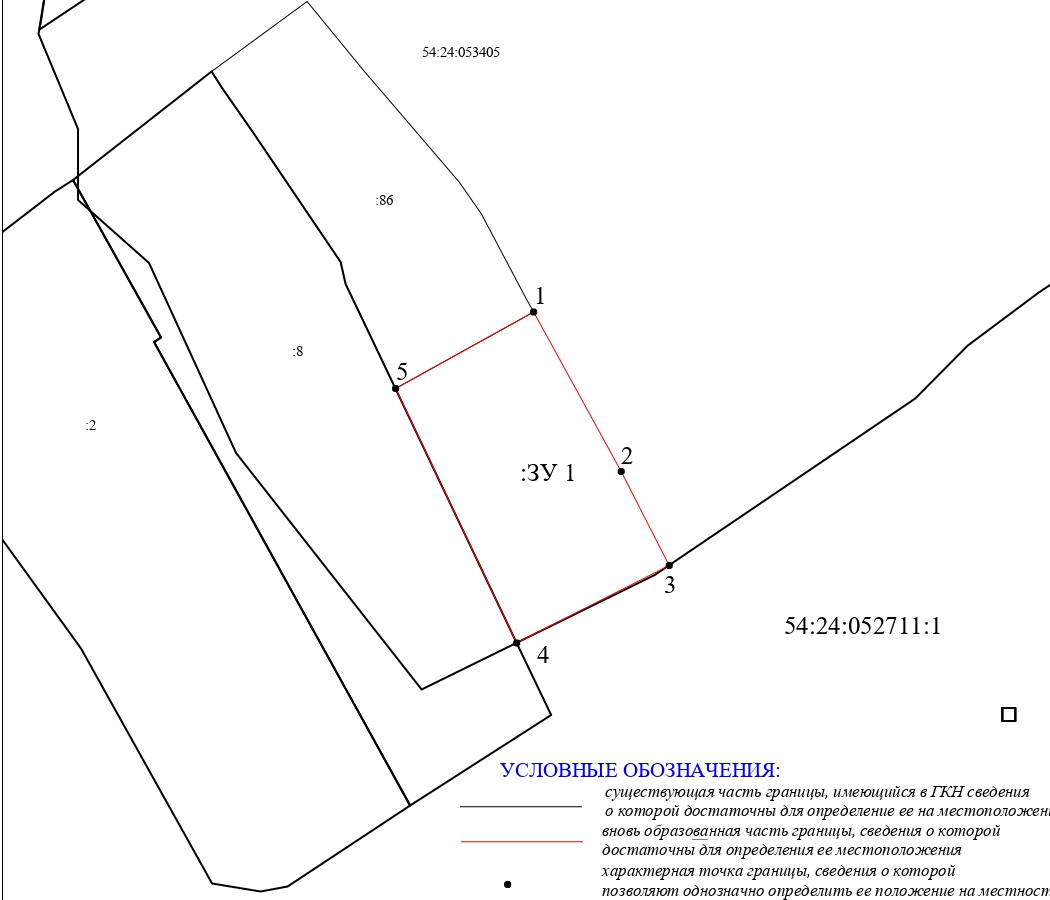 54:24:053405
:86
1
:8
5
:2
2
:ЗУ 1
3
54:24:052711:1
4
УСЛОВНЫЕ ОБОЗНАЧЕНИЯ:
существующая часть границы, имеющийся в ГКН сведения
о которой достаточны для определение ее на местоположен
вновь образованная часть границы, сведения о которой
достаточны для определения ее местоположения
характерная точка границы, сведения о которой
позволяют однозначно определить ее положение на местност